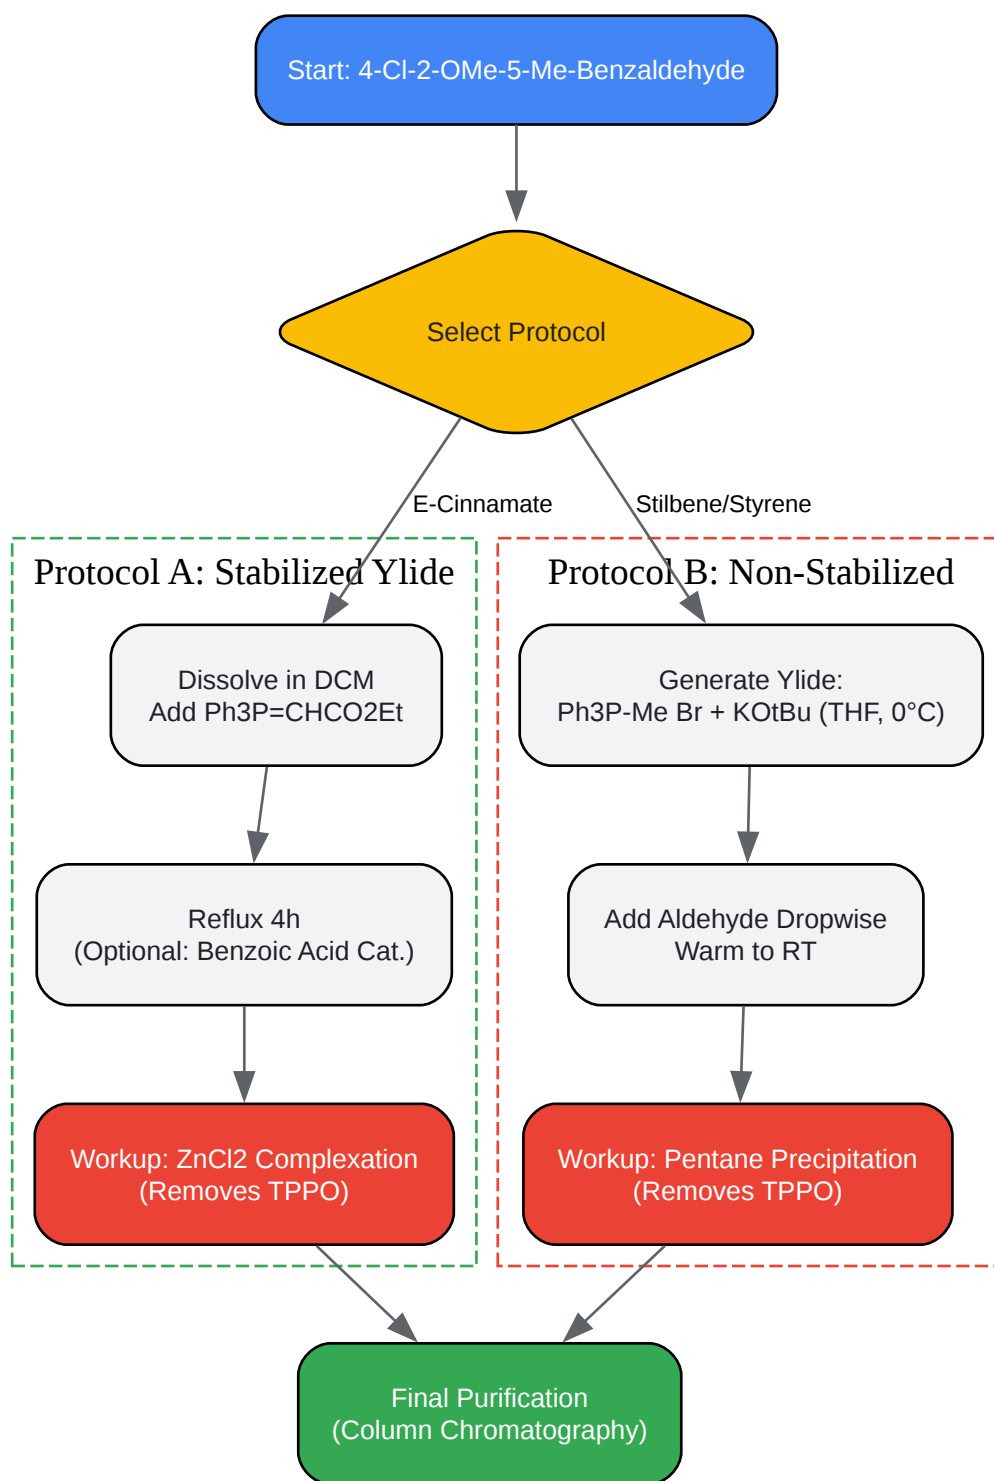 Start: 4-Cl-2-OMe-5-Me-Benzaldehyde
Select Protocol
E-Cinnamate
Stilbene/Styrene
Protocol A: Stabilized Ylide
Protocol B: Non-Stabilized
Dissolve in DCM
Add Ph3P=CHCO2Et
Generate Ylide:
Ph3P-Me Br + KOtBu (THF, 0°C)
Reflux 4h
(Optional: Benzoic Acid Cat.)
Add Aldehyde Dropwise
Warm to RT
Workup: ZnCl2 Complexation
(Removes TPPO)
Workup: Pentane Precipitation
(Removes TPPO)
Final Purification
(Column Chromatography)